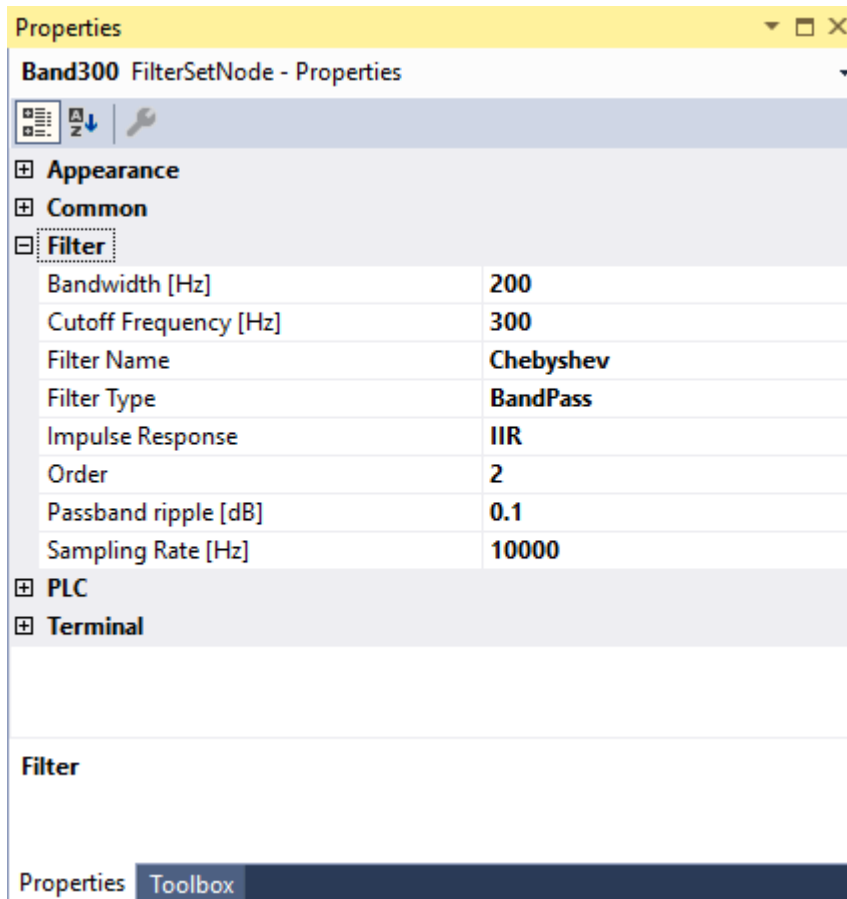 Properties
Band300 FilterSetNode - Properties
Appearance
Common
Filter
Bandwidth [Hz] 200
Cutoff Frequency [Hz] 300
Filter Name Chebyshev
Filter Type BandPass
Impulse Response IIR
Order 2
Passband ripple [dB] 0.1
Sampling Rate [Hz] 10000
PLC
Terminal
Filter
Properties Toolbox